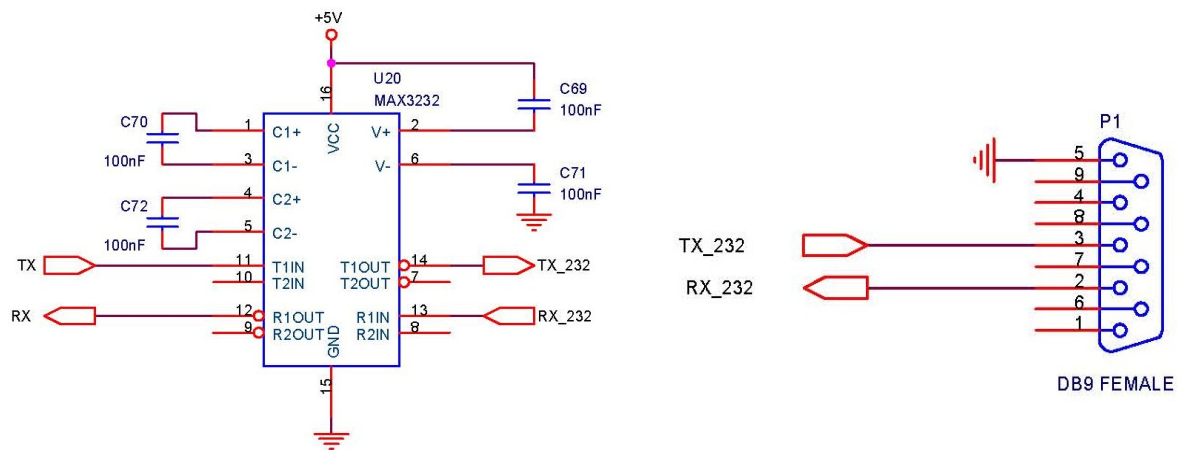 +5V
U20
MAX3232
16
VCC
C69
100nF
C70
100nF
1
C1+
V+
2
3
C1-
V-
6
C71
100nF
C72
100nF
4
C2+
5
C2-
TX
11
T1IN
T1OUT
14
TX_232
10
T2IN
T2OUT
7
RX
12
R1OUT
R1IN
13
RX_232
9
R2OUT
R2IN
8
GND
15
P1
5
9
4
8
TX_232
3
7
RX_232
2
6
1
DB9 FEMALE